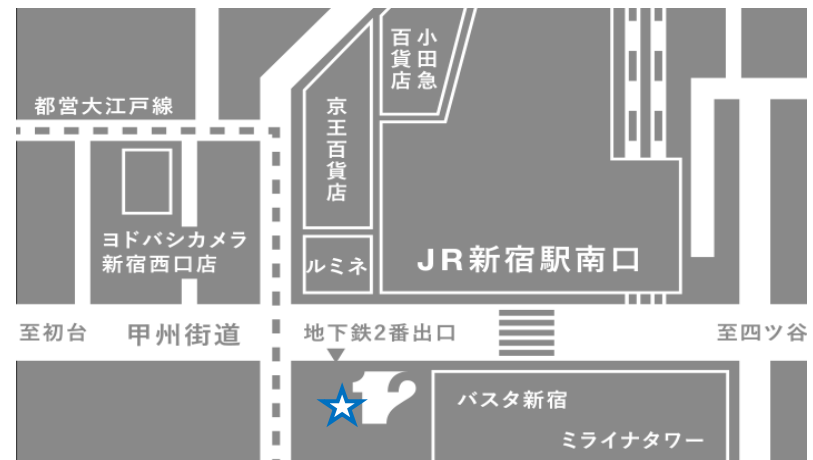 小田急
百貨店
都営大江戸線
京王百貨店
ヨドバシカメラ
新宿西口店
ルミネ
JR新宿駅南口
至初台
甲州街道
地下鉄2番出口
至四ツ谷
12
バスタ新宿
ミライナタワー